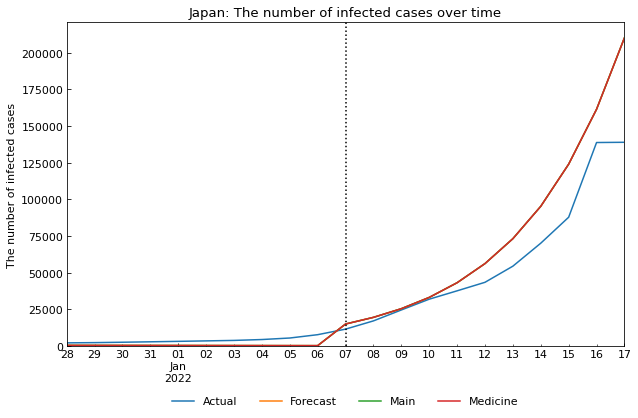 Japan: The number of infected cases over time
The number of infected cases
200000
175000
150000
125000
100000
75000
50000
25000
0
28 29 30 31 01 02 03 04 05 06 07 08 09 10 11 12 13 14 15 16 17
Jan
2022
Actual Forecast Main Medicine